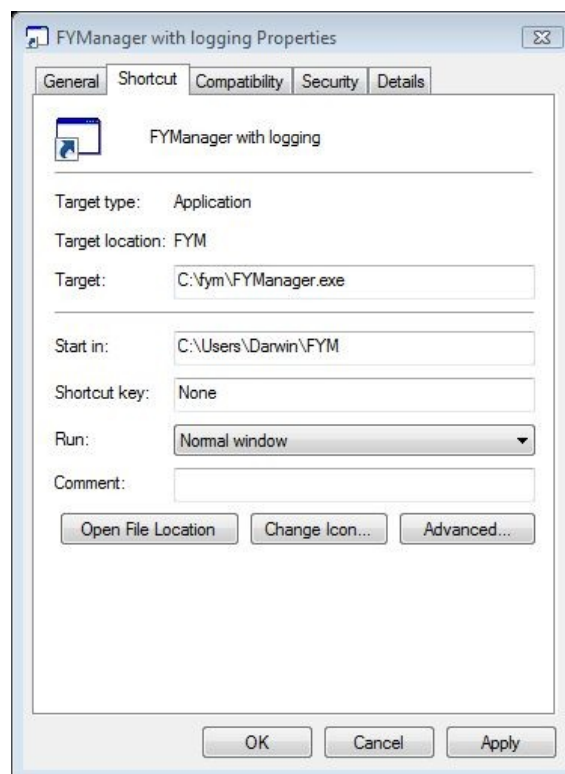 FYManager with logging Properties
General Shortcut Compatibility Security Details
FYManager with logging
Target type: Application
Target location: FYM
Target: C:\fym\FYManager.exe
Start in: C:\Users\Darwin\FYM
Shortcut key: None
Run: Normal window
Comment:
Open File Location Change Icon... Advanced...
OK Cancel Apply